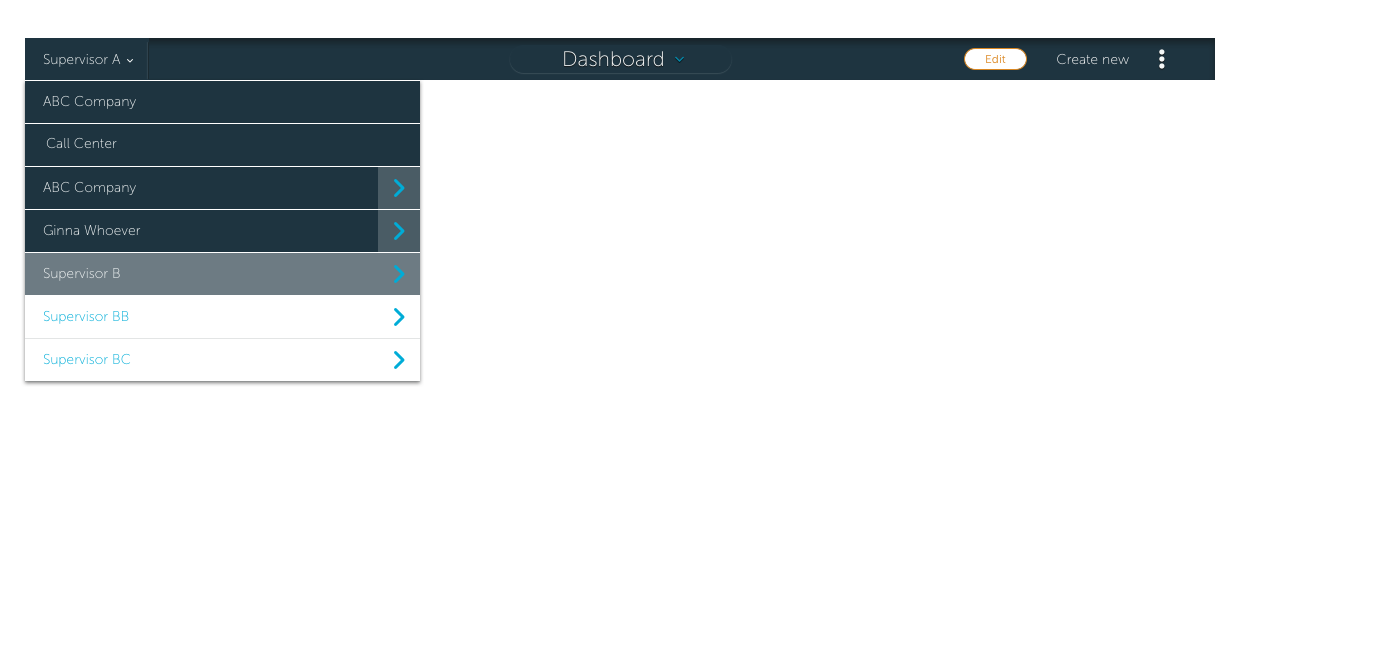 Supervisor A
Dashboard
Edit
Create new
ABC Company
Call Center
ABC Company
Ginna Whoever
Supervisor B
Supervisor BB
Supervisor BC